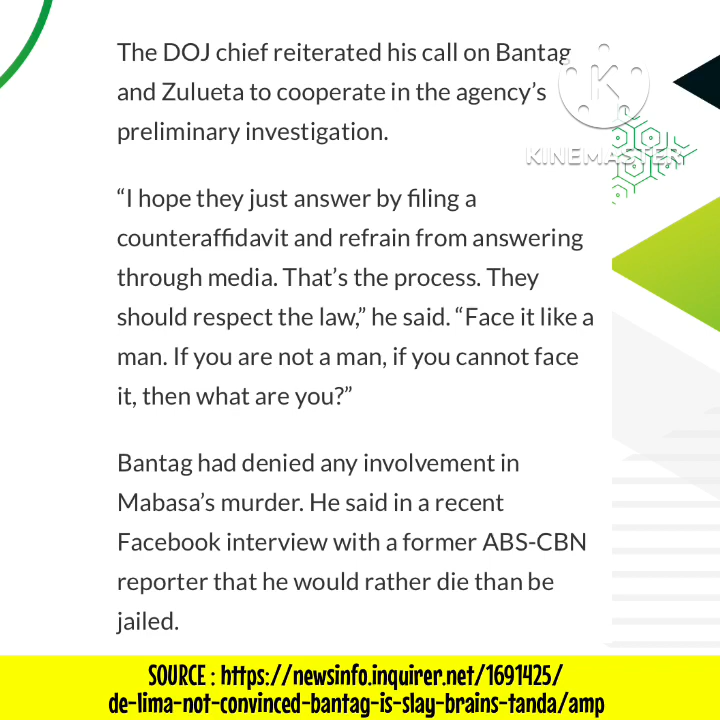 The DOJ chief reiterated his call on Bantag
and Zulueta to cooperate in the agency’s
preliminary investigation.
KINEMASTER
“I hope they just answer by filing a
counteraffidavit and refrain from answering
through media. That’s the process. They
should respect the law,” he said. “Face it like a
man. If you are not a man, if you cannot face
it, then what are you?”
Bantag had denied any involvement in
Mabasa’s murder. He said in a recent
Facebook interview with a former ABS-CBN
reporter that he would rather die than be
jailed.
SOURCE : https://newsinfo.inquirer.net/1691425/
de-lima-not-convinced-bantag-is-slay-brains-tanda/amp